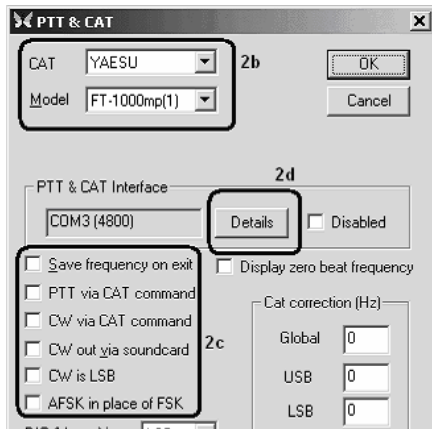 PTT & CAT
CAT YAESU 2b OK
Model FT-1000mp(1) Cancel
2d
PTT & CAT Interface
COM3 (4800) Details Disabled
Save frequency on exit Display zero beat frequency
PTT via CAT command Cat correction (Hz)
CW via CAT command
Global 0
CW out via soundcard 2c
CW is LSB USB 0
AFSK in place of FSK LSB 0